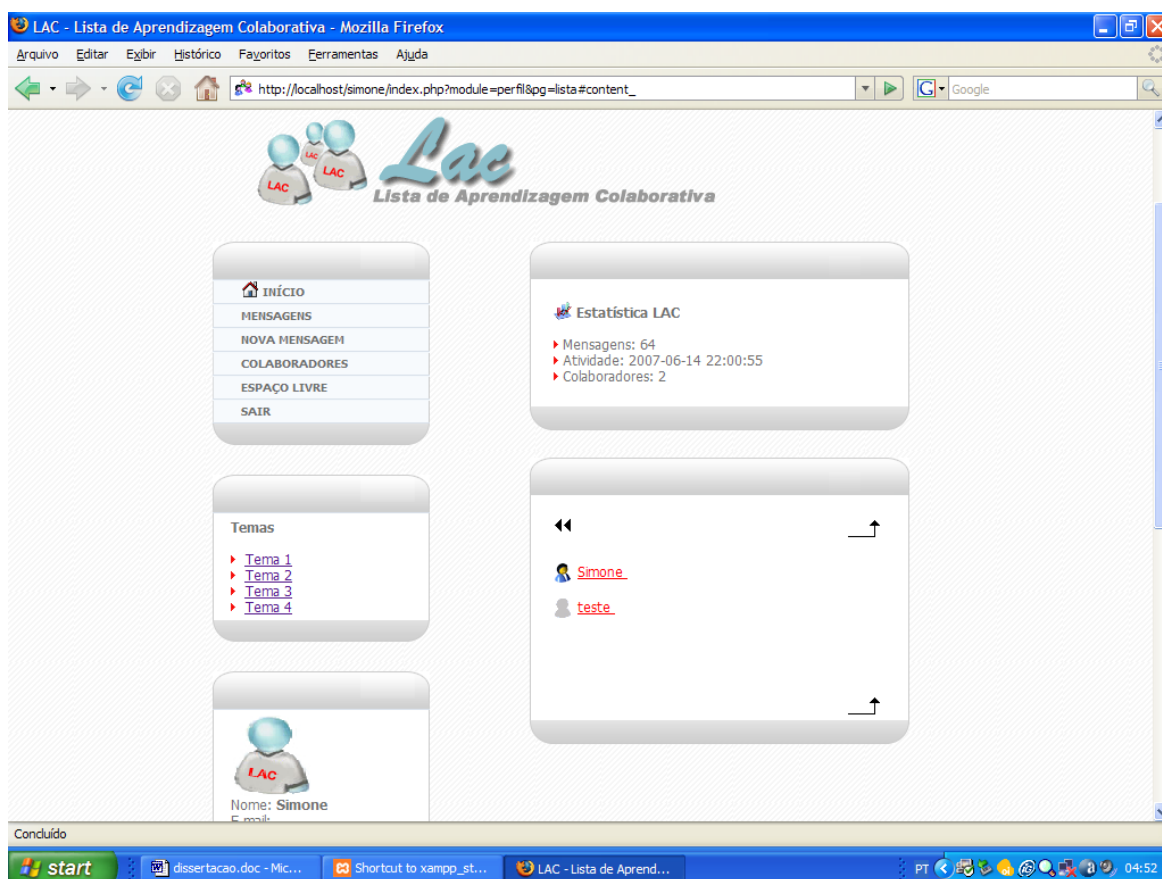 LAC - Lista de Aprendizagem Colaborativa - Mozilla Firefox
Arquivo Editar Exibir Histórico Favoritos Ferramentas Ajuda
http://localhost/simone/index.php?module=perfil&pg=lista#content_
G Google
LAC LAC LAC
Lac
Lista de Aprendizagem Colaborativa
INÍCIO
MENSAGENS
NOVA MENSAGEM
COLABORADORES
ESPAÇO LIVRE
SAIR
Estatística LAC
Mensagens: 64
Atividade: 2007-06-14 22:00:55
Colaboradores: 2
Temas
Tema 1
Tema 2
Tema 3
Tema 4
Simone
teste
LAC
Nome: Simone
E-mail:
Concluído
start
dissertacao.doc - Mic...
Shortcut to xampp_st...
LAC - Lista de Aprend...
PT
04:52